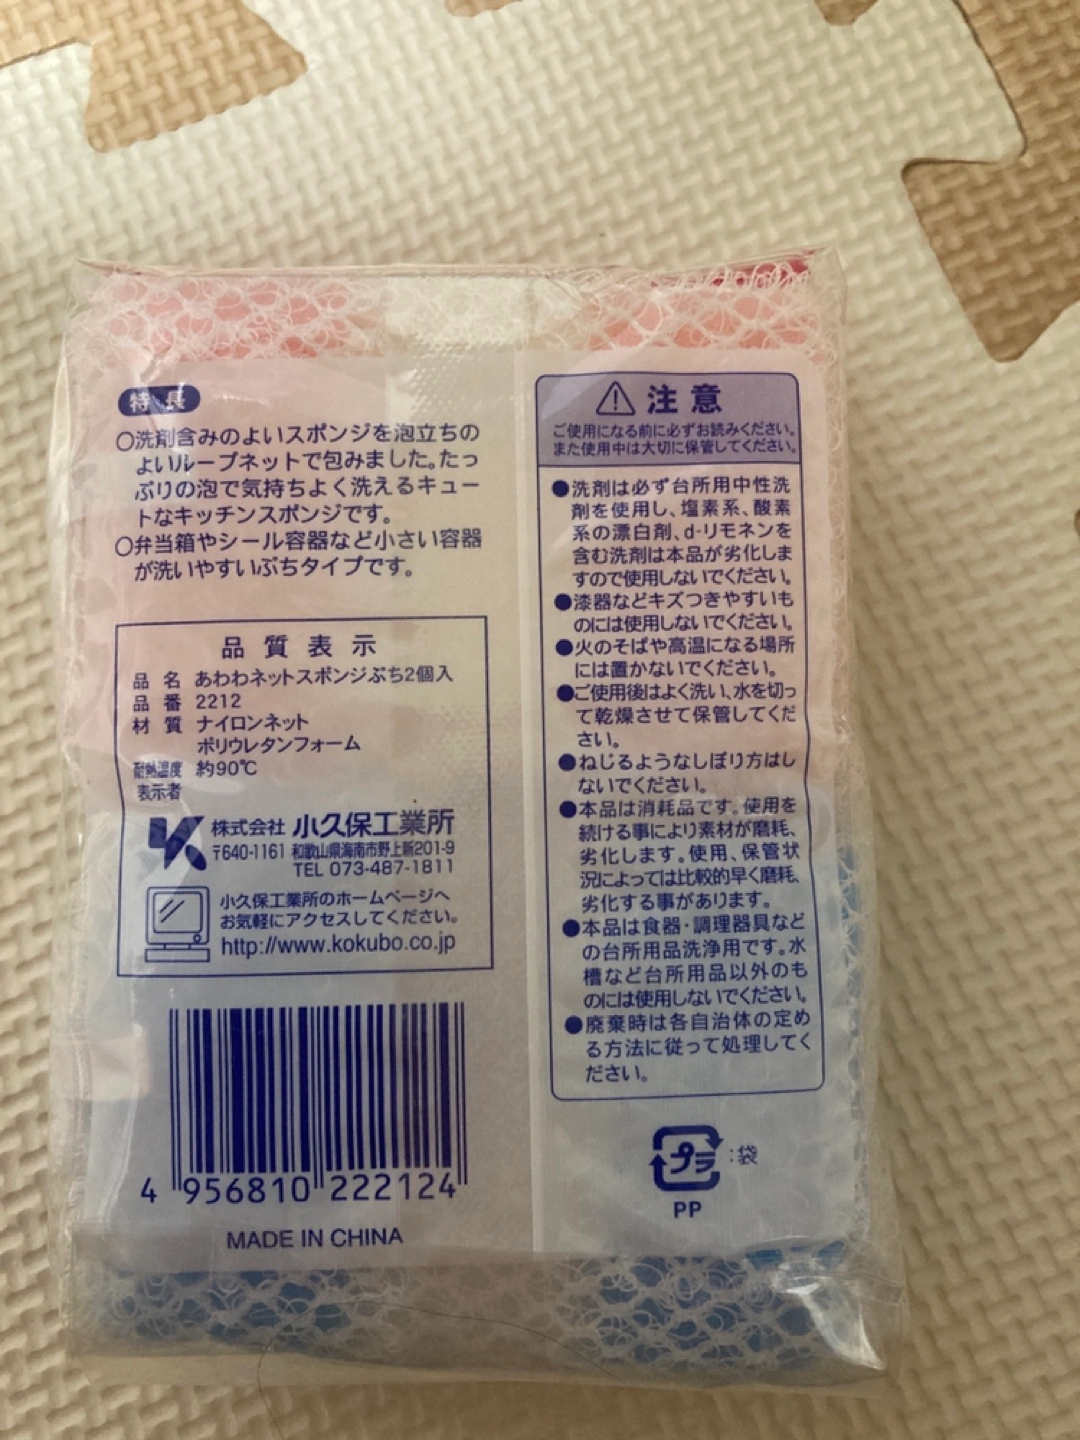 特長
○洗剤含みのよいスポンジを泡立ちの
よいループネットで包みました。たっ
ぷりの泡で気持ちよく洗えるキュー
トなキッチンスポンジです。
○弁当箱やシール容器など小さい容器
が洗いやすいぷちタイプです。
品質表示
品名 あわわネットスポンジぷち2個入
品番 2212
材質 ナイロンネット
ポリウレタンフォーム
耐熱温度 約90℃
表示者
株式会社 小久保工業所
〒640-1161 和歌山県海南市野上新201-9
TEL 073-487-1811
小久保工業所のホームページへ
お気軽にアクセスしてください。
http://www.kokubo.co.jp
4 956810 222124
MADE IN CHINA
注意
ご使用になる前に必ずお読みください。
また使用中は大切に保管してください。
●洗剤は必ず台所用中性洗
剤を使用し、塩素系、酸素
系の漂白剤、d-リモネンを
含む洗剤は本品が劣化しま
すので使用しないでください。
●漆器などキズつきやすいも
のには使用しないでください。
●火のそばや高温になる場所
には置かないでください。
●ご使用後はよく洗い、水を切っ
て乾燥させて保管してくだ
さい。
●ねじるようなしぼり方はし
ないでください。
●本品は消耗品です。使用を
続ける事により素材が磨耗、
劣化します。使用、保管状
況によっては比較的早く磨耗、
劣化する事があります。
●本品は食器・調理器具など
の台所用品洗浄用です。水
槽など台所用品以外のも
のには使用しないでください。
●廃棄時は各自治体の定め
る方法に従って処理してく
ださい。
プラ :袋
PP